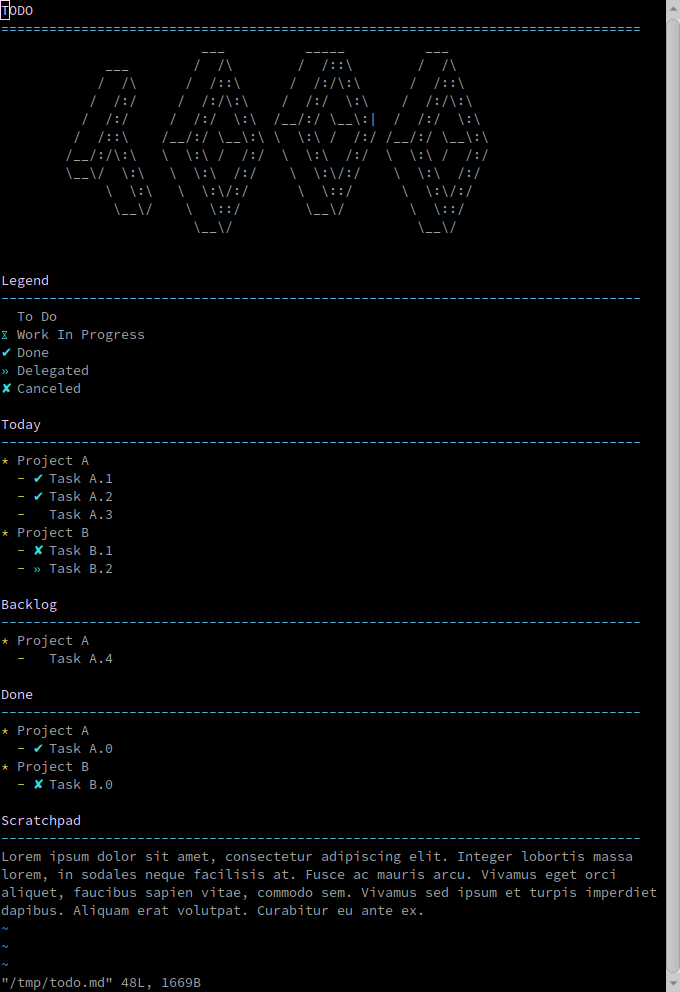 TODO
================================================================================
                         ___          _____          ___
             ___        /  /\        /  /::\        /  /\
            /  /\      /  /::\      /  /:/\:\      /  /::\
           /  /:/     /  /:/\:\    /  /:/  \:\    /  /:/\:\
          /  /:/     /  /:/  \:\  /__/:/ \__\:|  /  /:/  \:\
         /  /::\    /__/:/ \__\:\ \  \:\ /  /:/ /__/:/ \__\:\
        /__/:/\:\   \  \:\ /  /:/  \  \:\  /:/  \  \:\ /  /:/
        \__\/  \:\   \  \:\  /:/    \  \:\/:/    \  \:\  /:/
             \  \:\   \  \:\/:/      \  \::/      \  \:\/:/
              \__\/    \  \::/        \__\/        \  \::/
                        \__\/                       \__\/
Legend
--------------------------------------------------------------------------------
  To Do
⧖ Work In Progress
✔ Done
» Delegated
✘ Canceled
Today
--------------------------------------------------------------------------------
* Project A
  - ✔ Task A.1
  - ✔ Task A.2
  -   Task A.3
* Project B
  - ✘ Task B.1
  - » Task B.2
Backlog
--------------------------------------------------------------------------------
* Project A
  -   Task A.4
Done
--------------------------------------------------------------------------------
* Project A
  - ✔ Task A.0
* Project B
  - ✘ Task B.0
Scratchpad
--------------------------------------------------------------------------------
Lorem ipsum dolor sit amet, consectetur adipiscing elit. Integer lobortis massa
lorem, in sodales neque facilisis at. Fusce ac mauris arcu. Vivamus eget orci
aliquet, faucibus sapien vitae, commodo sem. Vivamus sed ipsum et turpis imperdiet
dapibus. Aliquam erat volutpat. Curabitur eu ante ex.
~
~
~
"/tmp/todo.md" 48L, 1669B